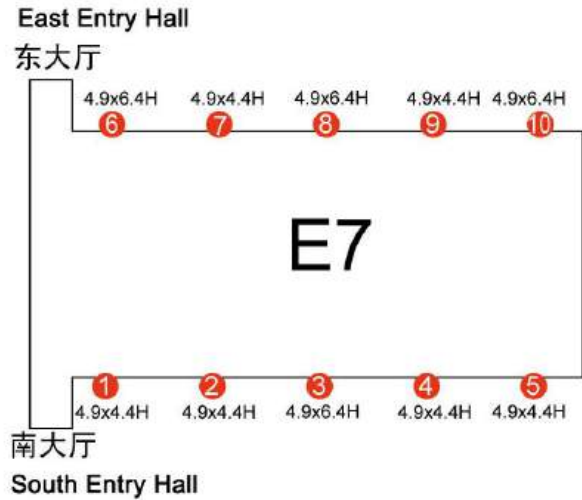 East Entry Hall
东大厅
4.9x6.4H 4.9x4.4H 4.9x6.4H 4.9x4.4H 4.9x6.4H
6 7 8 9 10
E7
1 2 3 4 5
4.9x4.4H 4.9x4.4H 4.9x6.4H 4.9x4.4H 4.9x4.4H
南大厅
South Entry Hall